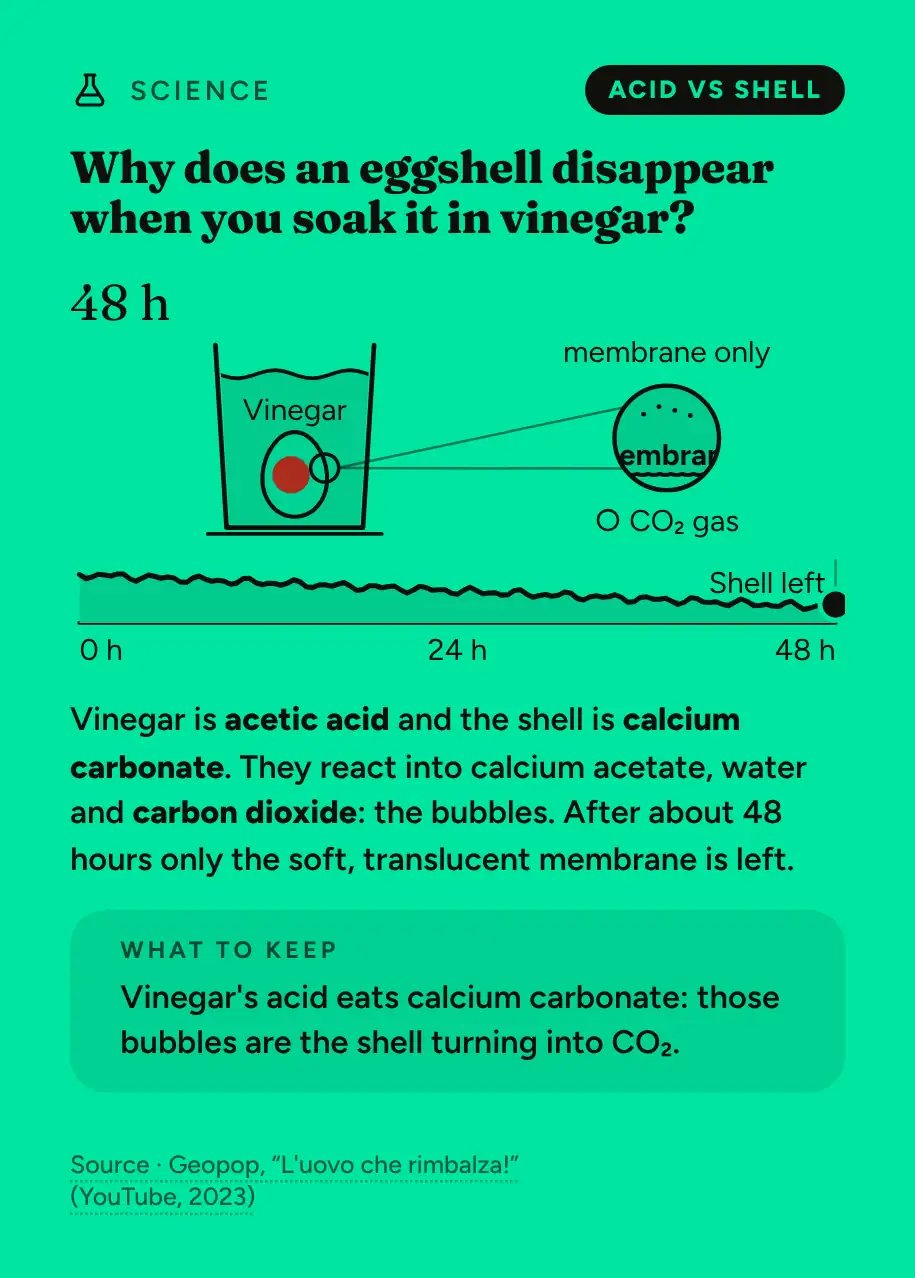 SCIENCE
ACID VS SHELL
Why does an eggshell disappear
when you soak it in vinegar?
48 h
membrane only
Vinegar
embrar
CO₂ gas
Shell left
0 h
24 h
48 h
Vinegar is acetic acid and the shell is calcium
carbonate. They react into calcium acetate, water
and carbon dioxide: the bubbles. After about 48
hours only the soft, translucent membrane is left.
WHAT TO KEEP
Vinegar's acid eats calcium carbonate: those
bubbles are the shell turning into CO₂.
Source · Geopop, “L'uovo che rimbalza!”
(YouTube, 2023)